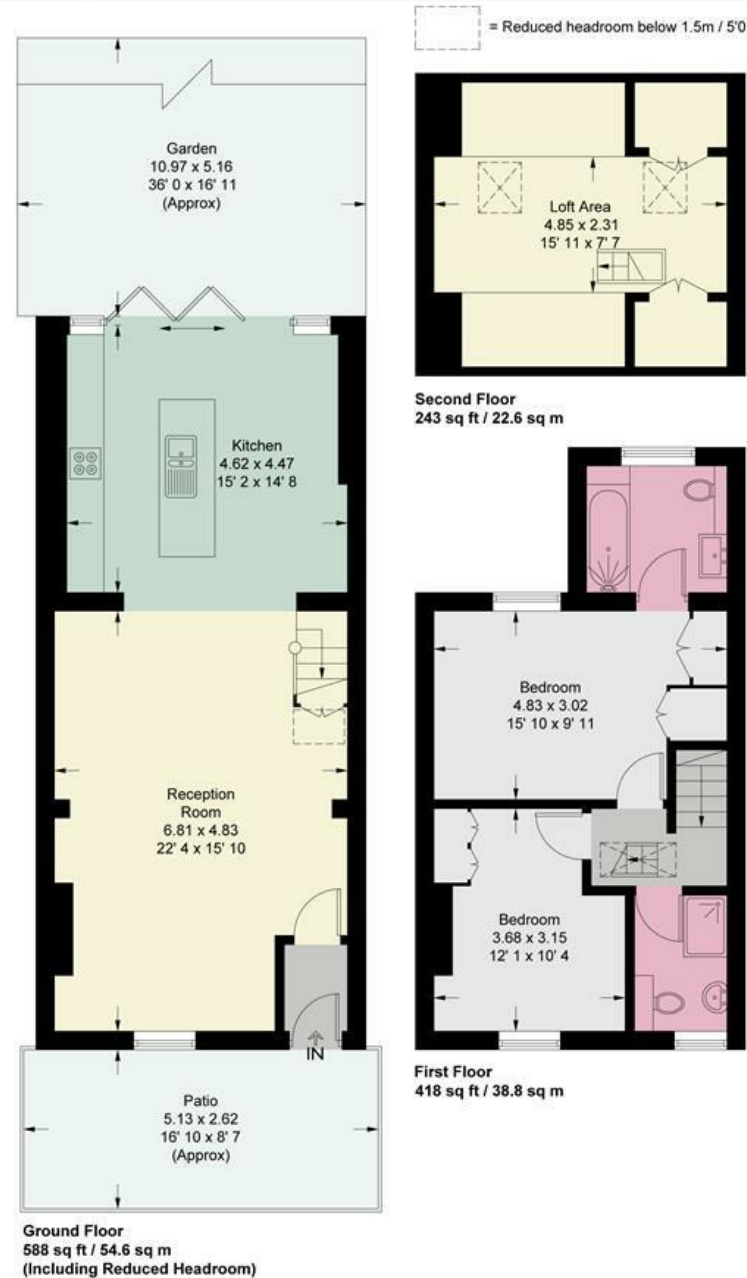 = Reduced headroom below 1.5m / 5'0
Garden
10.97 x 5.16
36' 0 x 16' 11
(Approx)
Loft Area
4.85 x 2.31
15' 11 x 7' 7
Second Floor
243 sq ft / 22.6 sq m
Kitchen
4.62 x 4.47
15' 2 x 14' 8
Reception
Room
6.81 x 4.83
22' 4 x 15' 10
IN
Patio
5.13 x 2.62
16' 10 x 8' 7
(Approx)
Ground Floor
588 sq ft / 54.6 sq m
(Including Reduced Headroom)
Bedroom
4.83 x 3.02
15' 10 x 9' 11
Bedroom
3.68 x 3.15
12' 1 x 10' 4
First Floor
418 sq ft / 38.8 sq m